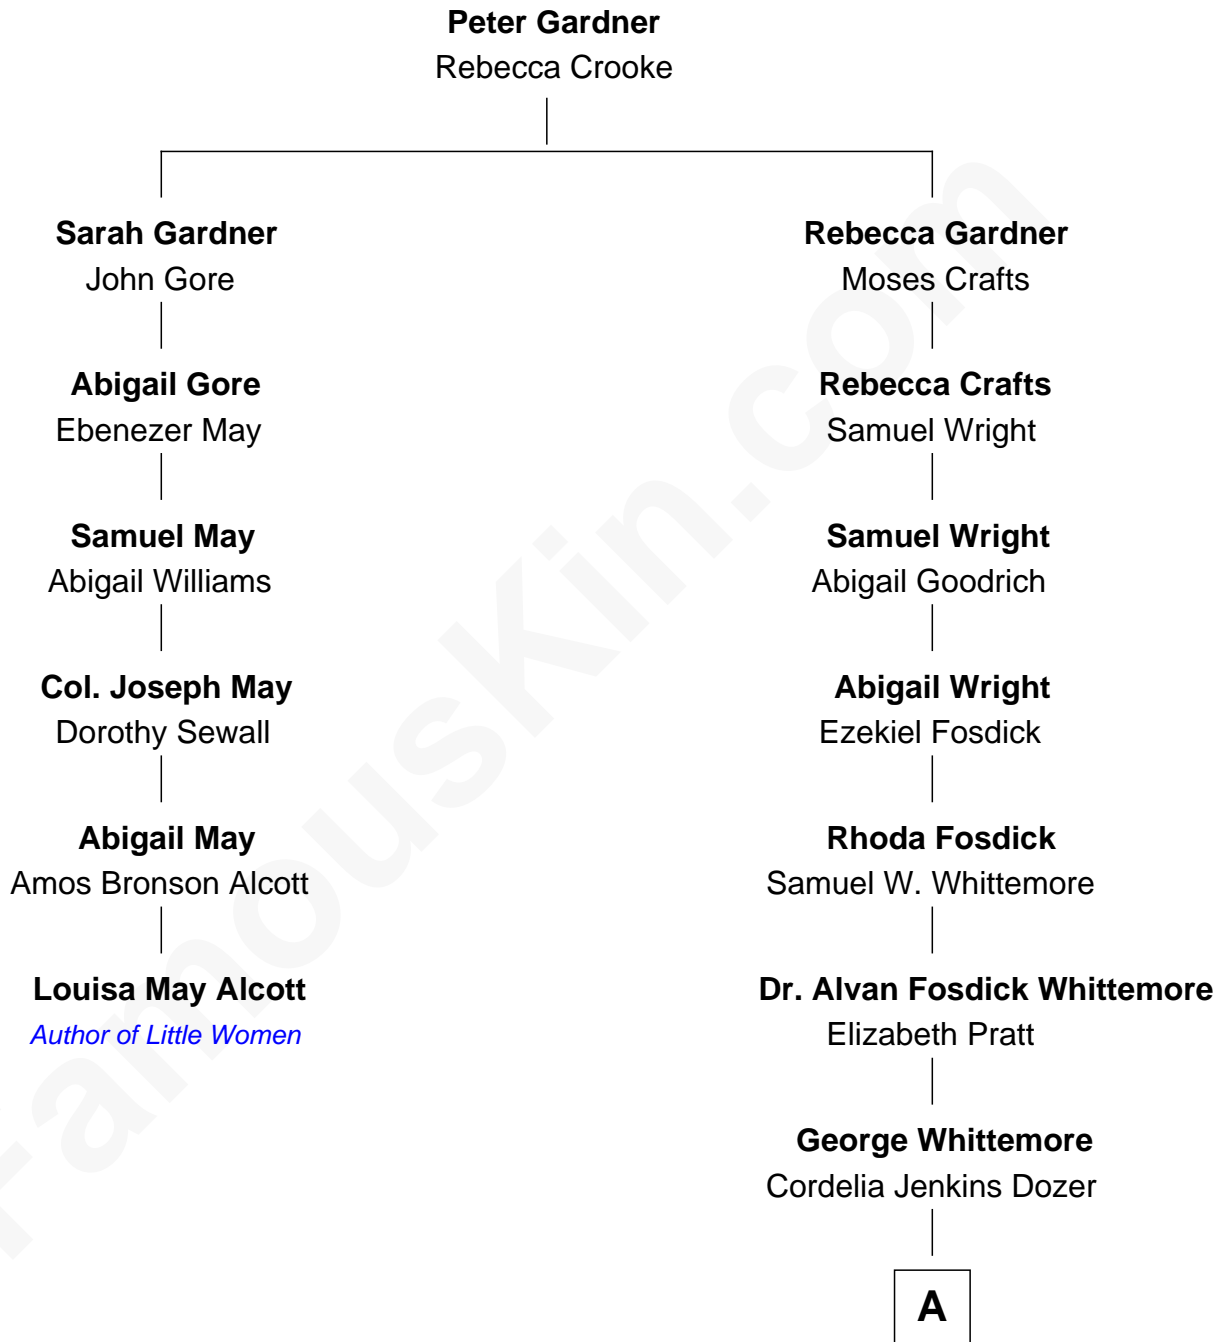 Peter Gardner
Rebecca Crooke
Sarah Gardner
John Gore
Abigail Gore
Ebenezer May
Samuel May
Abigail Williams
Col. Joseph May
Dorothy Sewall
Abigail May
Amos Bronson Alcott
Louisa May Alcott
Author of Little Women
Rebecca Gardner
Moses Crafts
Rebecca Crafts
Samuel Wright
Samuel Wright
Abigail Goodrich
Abigail Wright
Ezekiel Fosdick
Rhoda Fosdick
Samuel W. Whittemore
Dr. Alvan Fosdick Whittemore
Elizabeth Pratt
George Whittemore
Cordelia Jenkins Dozer
A
FamousKin.com